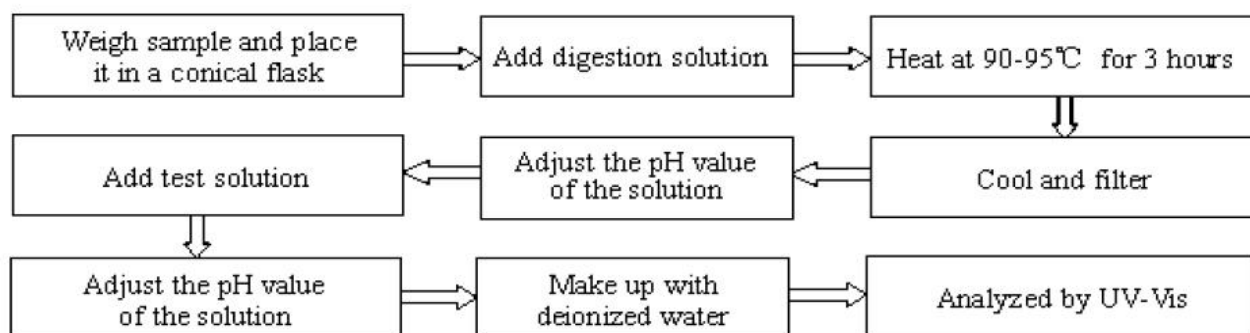 Weigh sample and place
it in a conical flask
Add digestion solution
Heat at 90-95℃ for 3 hours
Cool and filter
Adjust the pH value
of the solution
Add test solution
Adjust the pH value
of the solution
Make up with
deionized water
Analyzed by UV-Vis